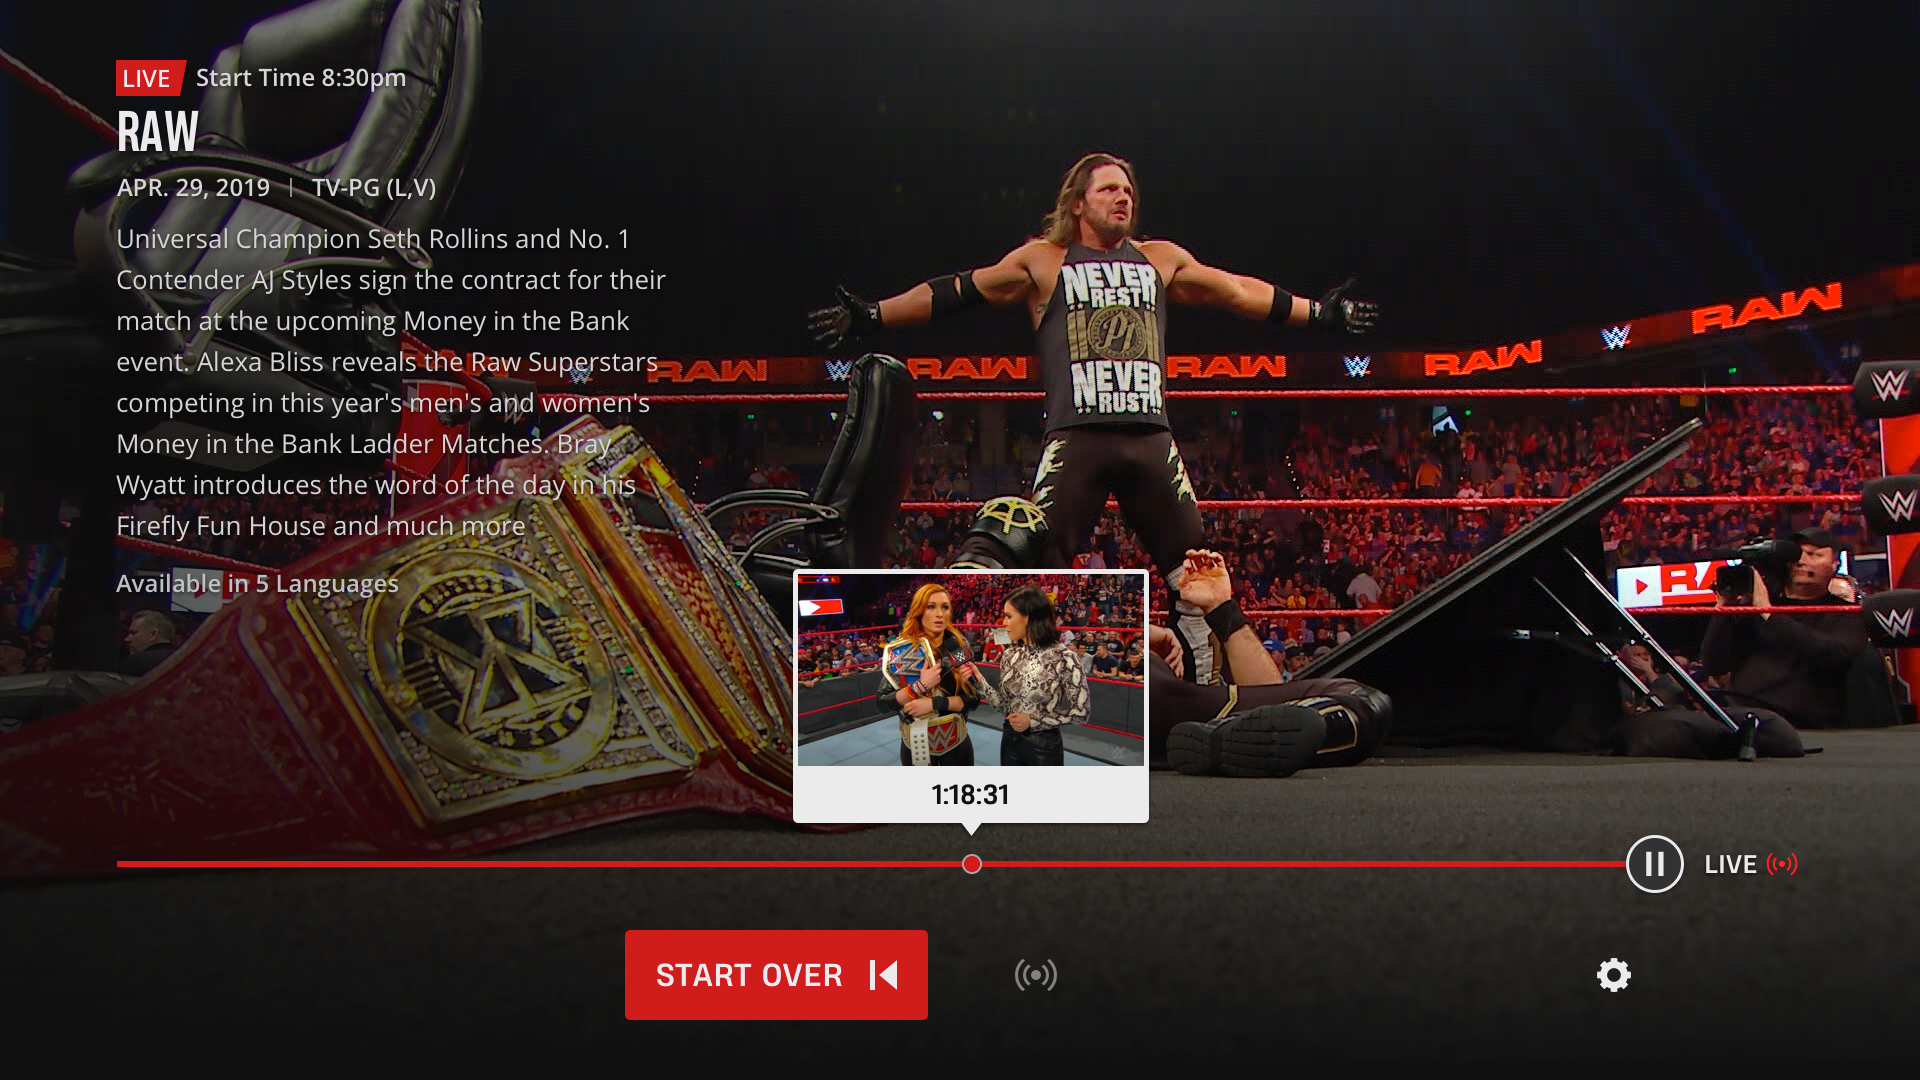 LIVE Start Time 8:30pm
RAW
APR. 29, 2019 | TV-PG (L,V)
Universal Champion Seth Rollins and No. 1
Contender AJ Styles sign the contract for their
match at the upcoming Money in the Bank
event. Alexa Bliss reveals the Raw Superstars
competing in this year's men's and women's
Money in the Bank Ladder Matches. Bray
Wyatt introduces the word of the day in his
Firefly Fun House and much more
Available in 5 Languages
NEVER
REST
P1
NEVER
RUST
RAW W RAW RAW W RAW W RAW
W
W
W
RA
1:18:31
LIVE
START OVER